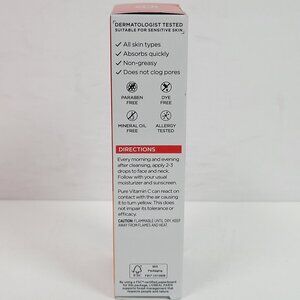 DERMATOLOGIST TESTED
SUITABLE FOR SENSITIVE SKIN
✓ All skin types
✓ Absorbs quickly
✓ Non-greasy
✓ Does not clog pores
PARABEN
FREE
DYE
FREE
MINERAL OIL
FREE
ALLERGY
TESTED
DIRECTIONS
Every morning and evening
after cleansing, apply 2-3
drops to face and neck.
Follow with your usual
moisturizer and sunscreen.
Pure Vitamin C can react on
contact with the air causing
it to turn yellow. This does
not impair its tolerance or
efficacy.
CAUTION: FLAMMABLE UNTIL DRY, KEEP
AWAY FROM FLAMES AND HEAT.
FSC
MIX
Packaging